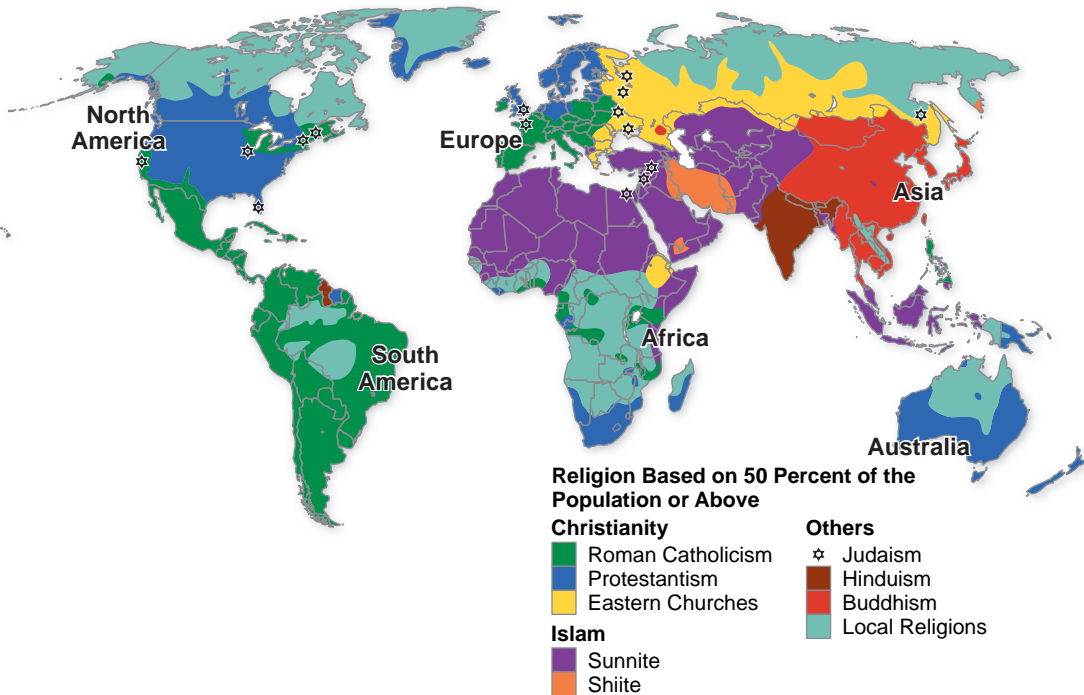 North
America
Europe
Asia
Africa
South
America
Australia
Religion Based on 50 Percent of the
Population or Above
Christianity
Roman Catholicism
Protestantism
Eastern Churches
Islam
Sunnite
Shiite
Others
Judaism
Hinduism
Buddhism
Local Religions